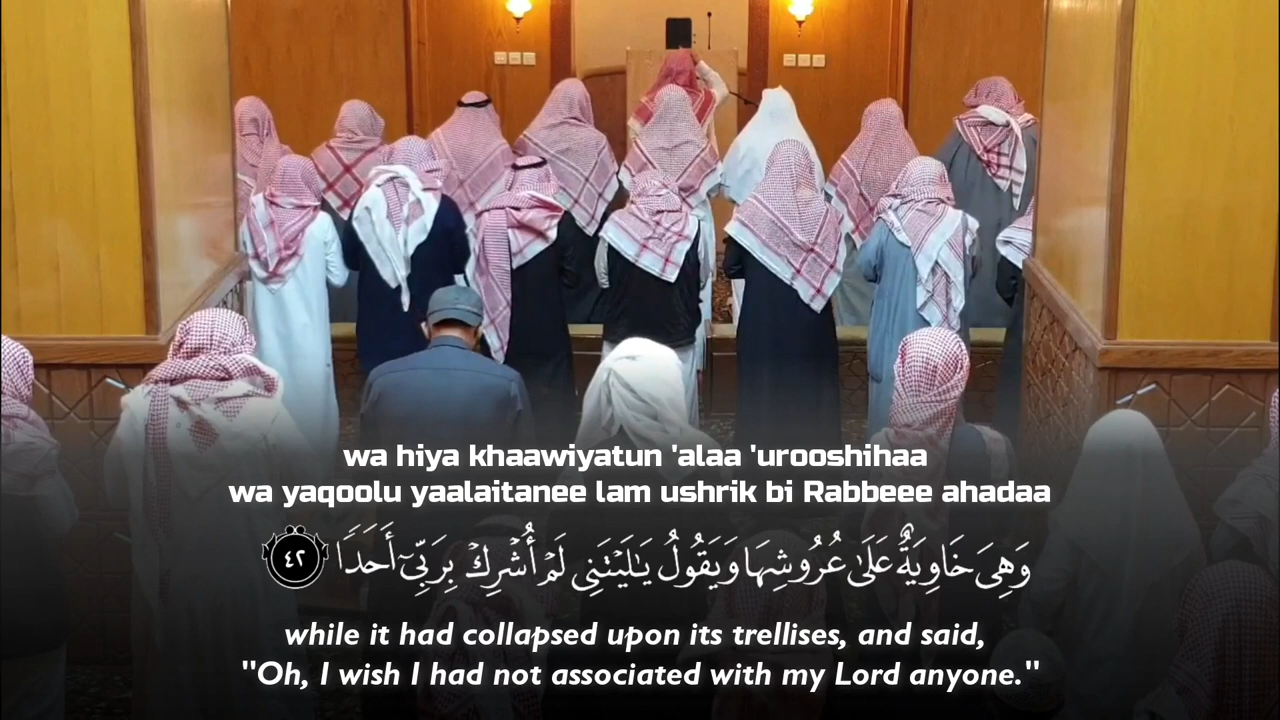 wa hiya khaawiyatun 'alaa 'urooshihaa
wa yaqoolu yaalaitanee lam ushrik bi Rabbeee ahadaa
وَهِيَ خَاوِيَةٌ عَلَىٰ عُرُوشِهَا وَيَقُولُ يَٰلَيْتَنِى لَمْ أُشْرِكْ بِرَبِّىٓ أَحَدًا ٤٢
while it had collapsed upon its trellises, and said,
"Oh, I wish I had not associated with my Lord anyone."